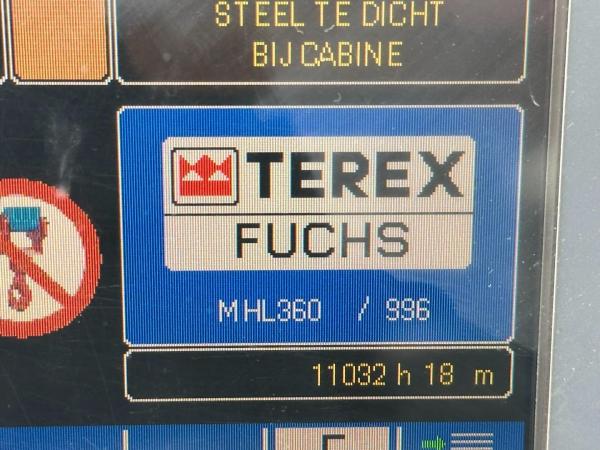 STEEL TE DICHT
BIJ CABINE
TEREX
FUCHS
MHL360 / 996
11032 h 18 m
F